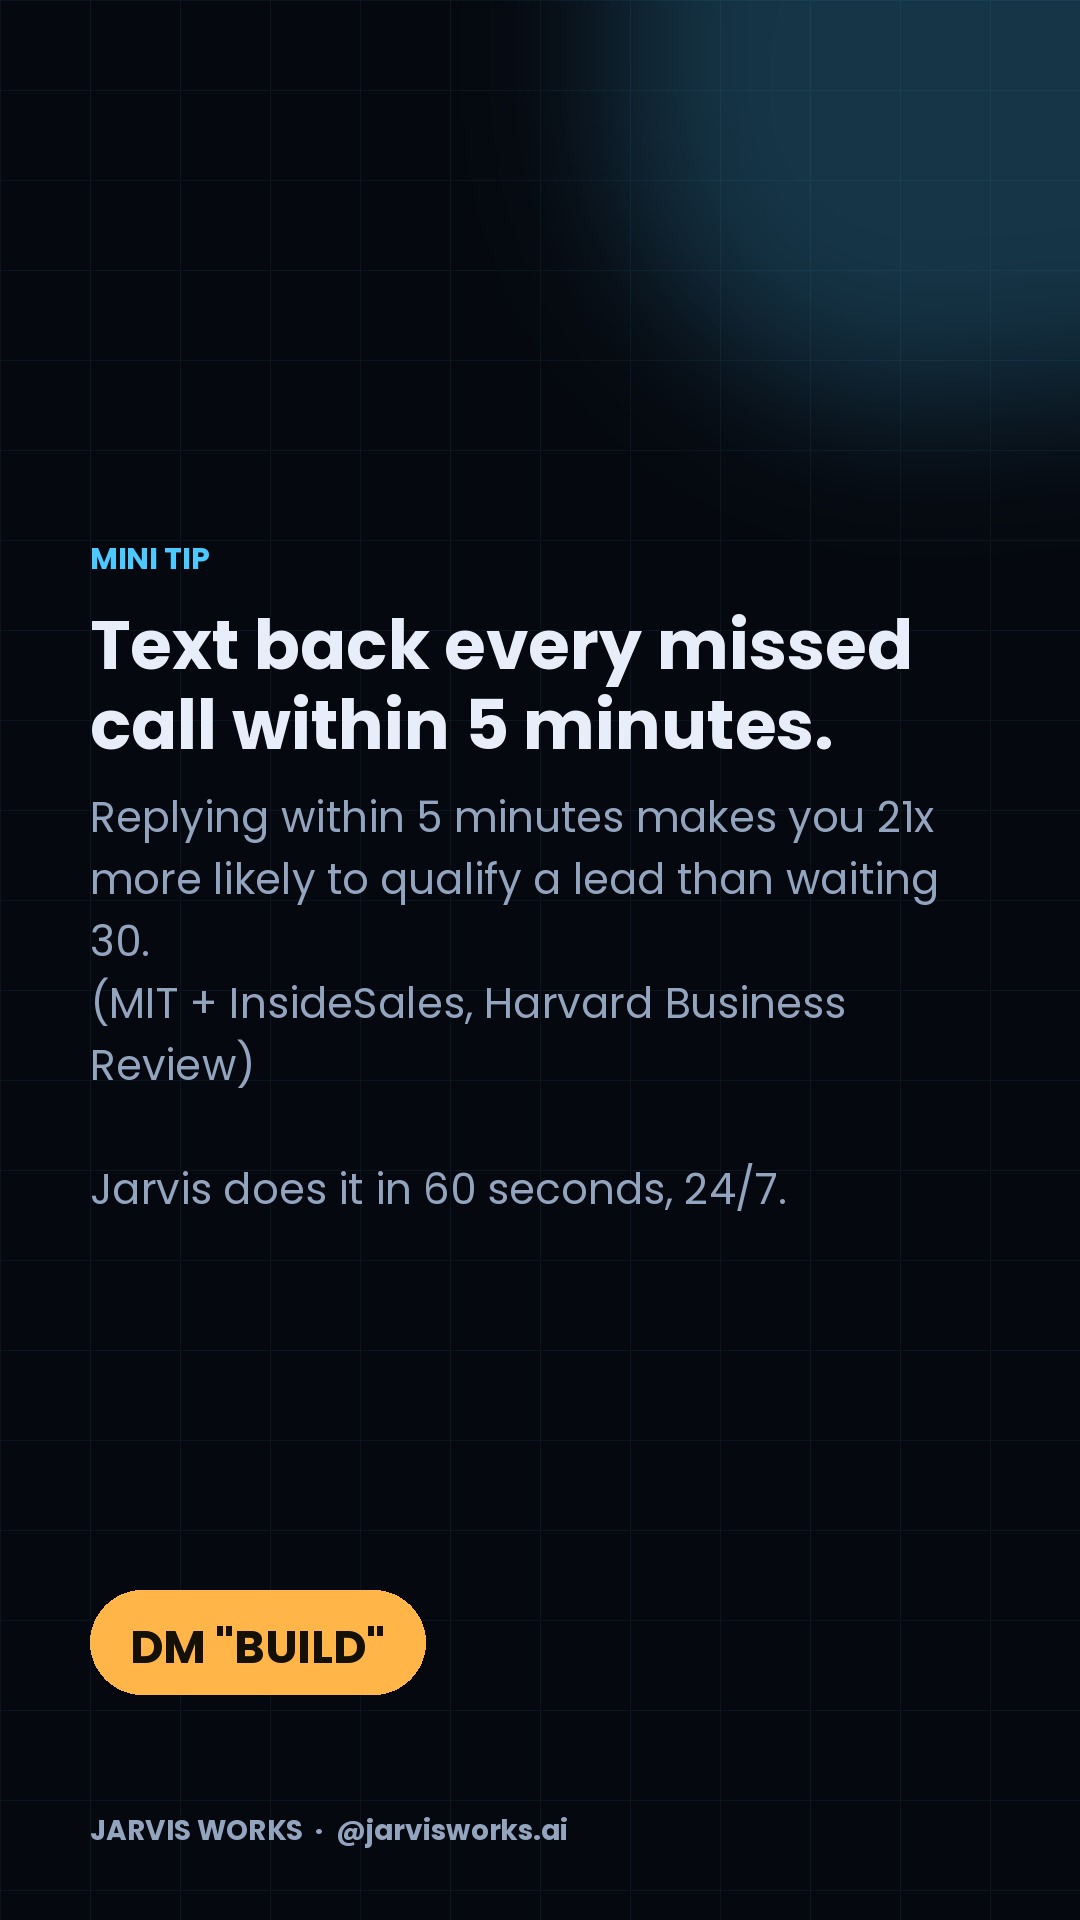 MINI TIP
Text back every missed
call within 5 minutes.
Replying within 5 minutes makes you 21x
more likely to qualify a lead than waiting
30.
(MIT + InsideSales, Harvard Business
Review)
Jarvis does it in 60 seconds, 24/7.
DM "BUILD"
JARVIS WORKS · @jarvisworks.ai